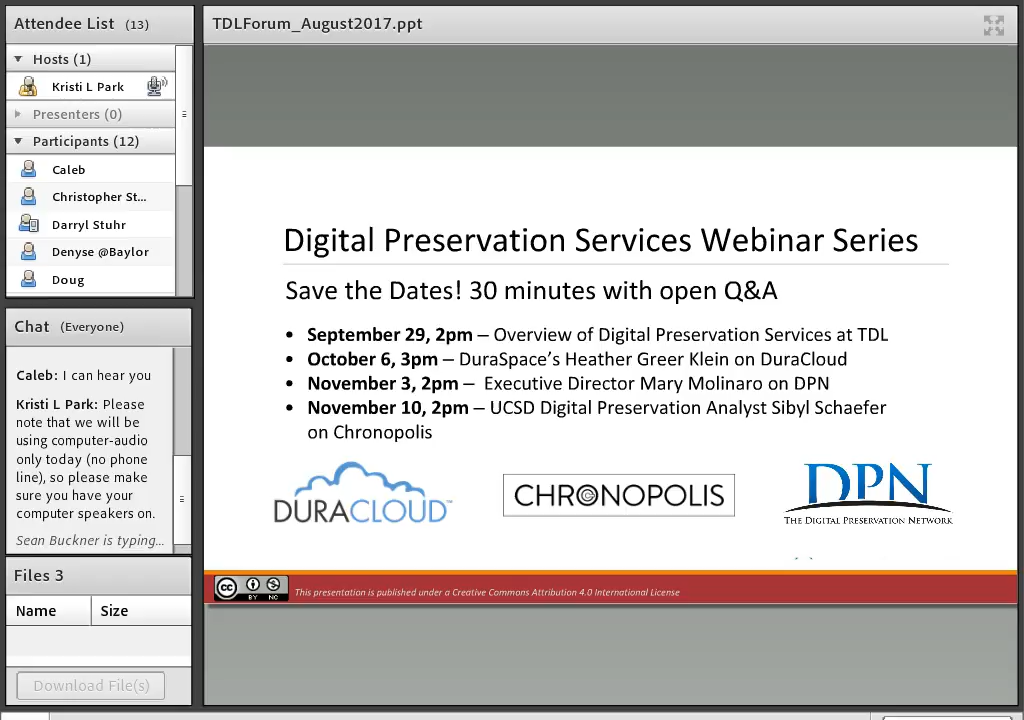 Attendee List (13)
Hosts (1)
Kristi L Park
Presenters (0)
Participants (12)
Caleb
Christopher St...
Darryl Stuhr
Denyse @Baylor
Doug
Chat (Everyone)
Caleb: I can hear you
Kristi L Park: Please
note that we will be
using computer-audio
only today (no phone
line), so please make
sure you have your
computer speakers on.
Sean Buckner is typing...
Files 3
Name Size
Download File(s)
TDLForum_August2017.ppt
Digital Preservation Services Webinar Series
Save the Dates! 30 minutes with open Q&A
• September 29, 2pm – Overview of Digital Preservation Services at TDL
• October 6, 3pm – DuraSpace’s Heather Greer Klein on DuraCloud
• November 3, 2pm – Executive Director Mary Molinaro on DPN
• November 10, 2pm – UCSD Digital Preservation Analyst Sibyl Schaefer
on Chronopolis
DURACLOUD™
CHRONOPOLIS
DPN
THE DIGITAL PRESERVATION NETWORK
cc BY NC
This presentation is published under a Creative Commons Attribution 4.0 International License